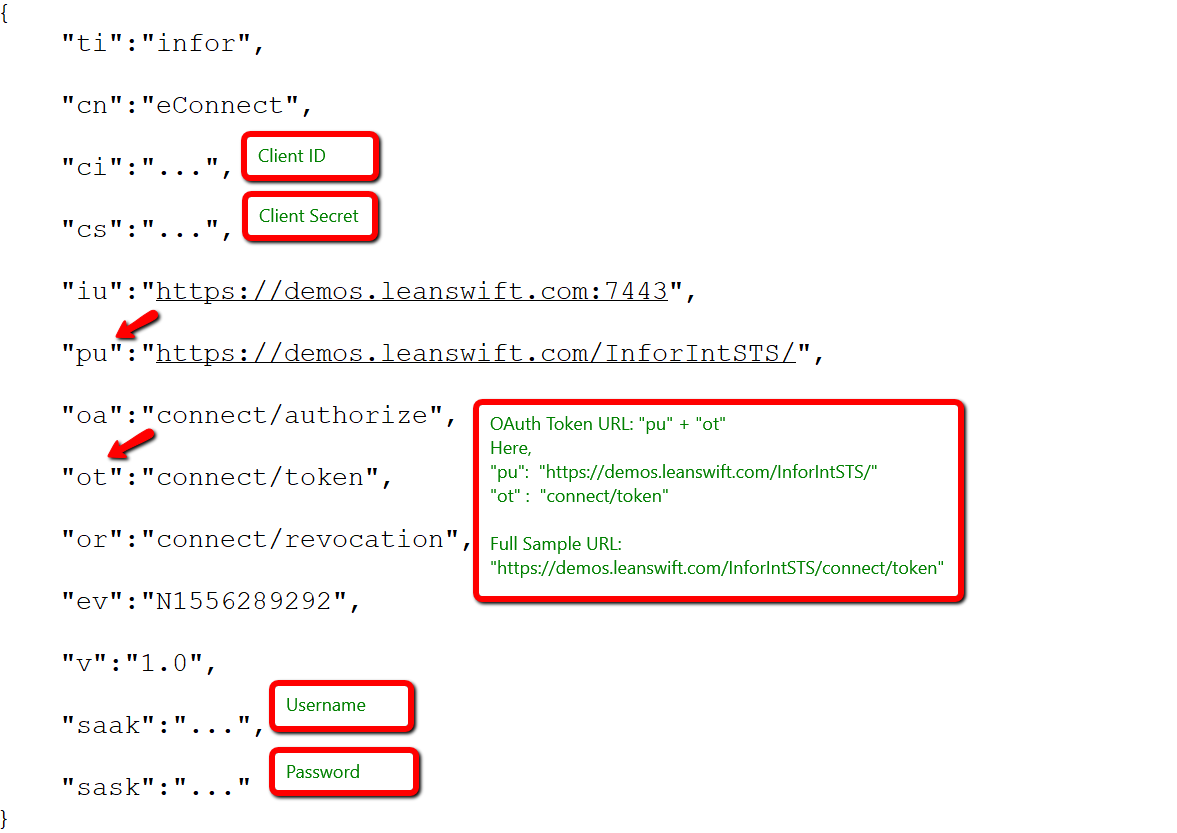 {
"ti":"infor",
"cn":"eConnect",
"ci":"...",
Client ID
"cs":"...",
Client Secret
"iu":"https://demos.leanswift.com:7443",
"pu":"https://demos.leanswift.com/InforIntSTS/",
"oa":"connect/authorize",
"ot":"connect/token",
OAuth Token URL: "pu" + "ot"
Here,
"pu": "https://demos.leanswift.com/InforIntSTS/"
"ot" : "connect/token"
Full Sample URL:
"https://demos.leanswift.com/InforIntSTS/connect/token"
"or":"connect/revocation",
"ev":"N1556289292",
"v":"1.0",
"saak":"...",
Username
"sask":"..."
Password
}